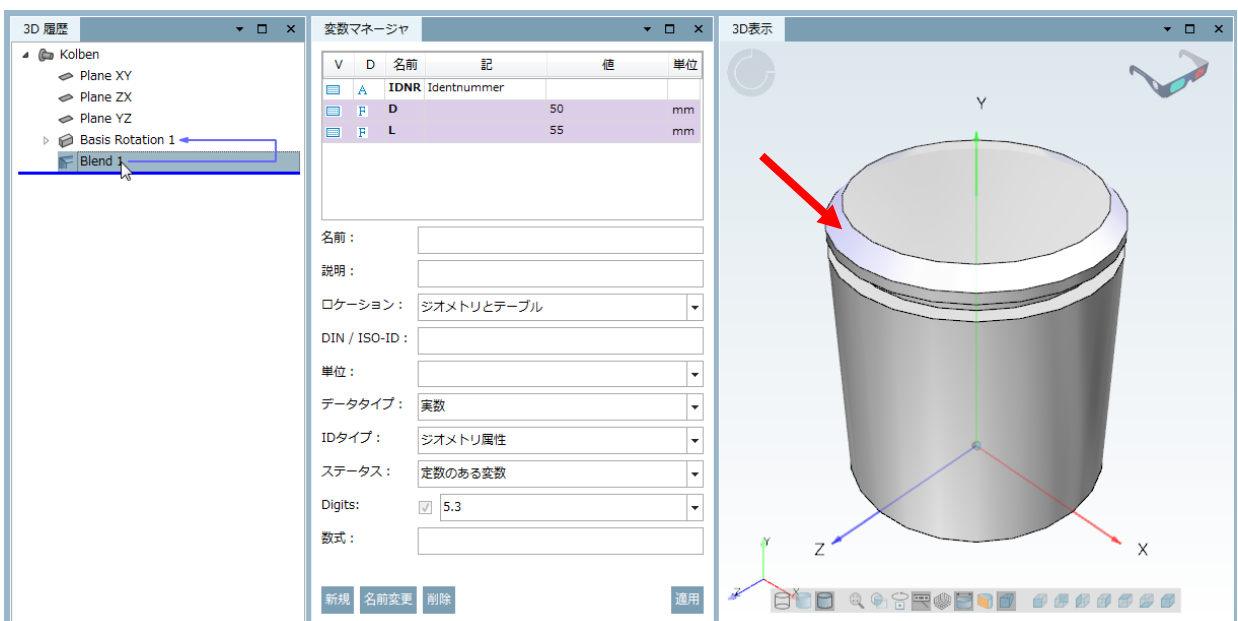 3D 履歴
Kolben
Plane XY
Plane ZX
Plane YZ
Basis Rotation 1
Blend 1
変数マネージャ
V D 名前 記 値 単位
A IDNR Identnummer
F D 50 mm
F L 55 mm
名前：
説明：
ロケーション： ジオメトリとテーブル
DIN / ISO-ID：
単位：
データタイプ： 実数
IDタイプ： ジオメトリ属性
ステータス： 定数のある変数
Digits: 5.3
数式：
新規 名前変更 削除 適用
3D表示
Y
Z
X
Y
Z
X